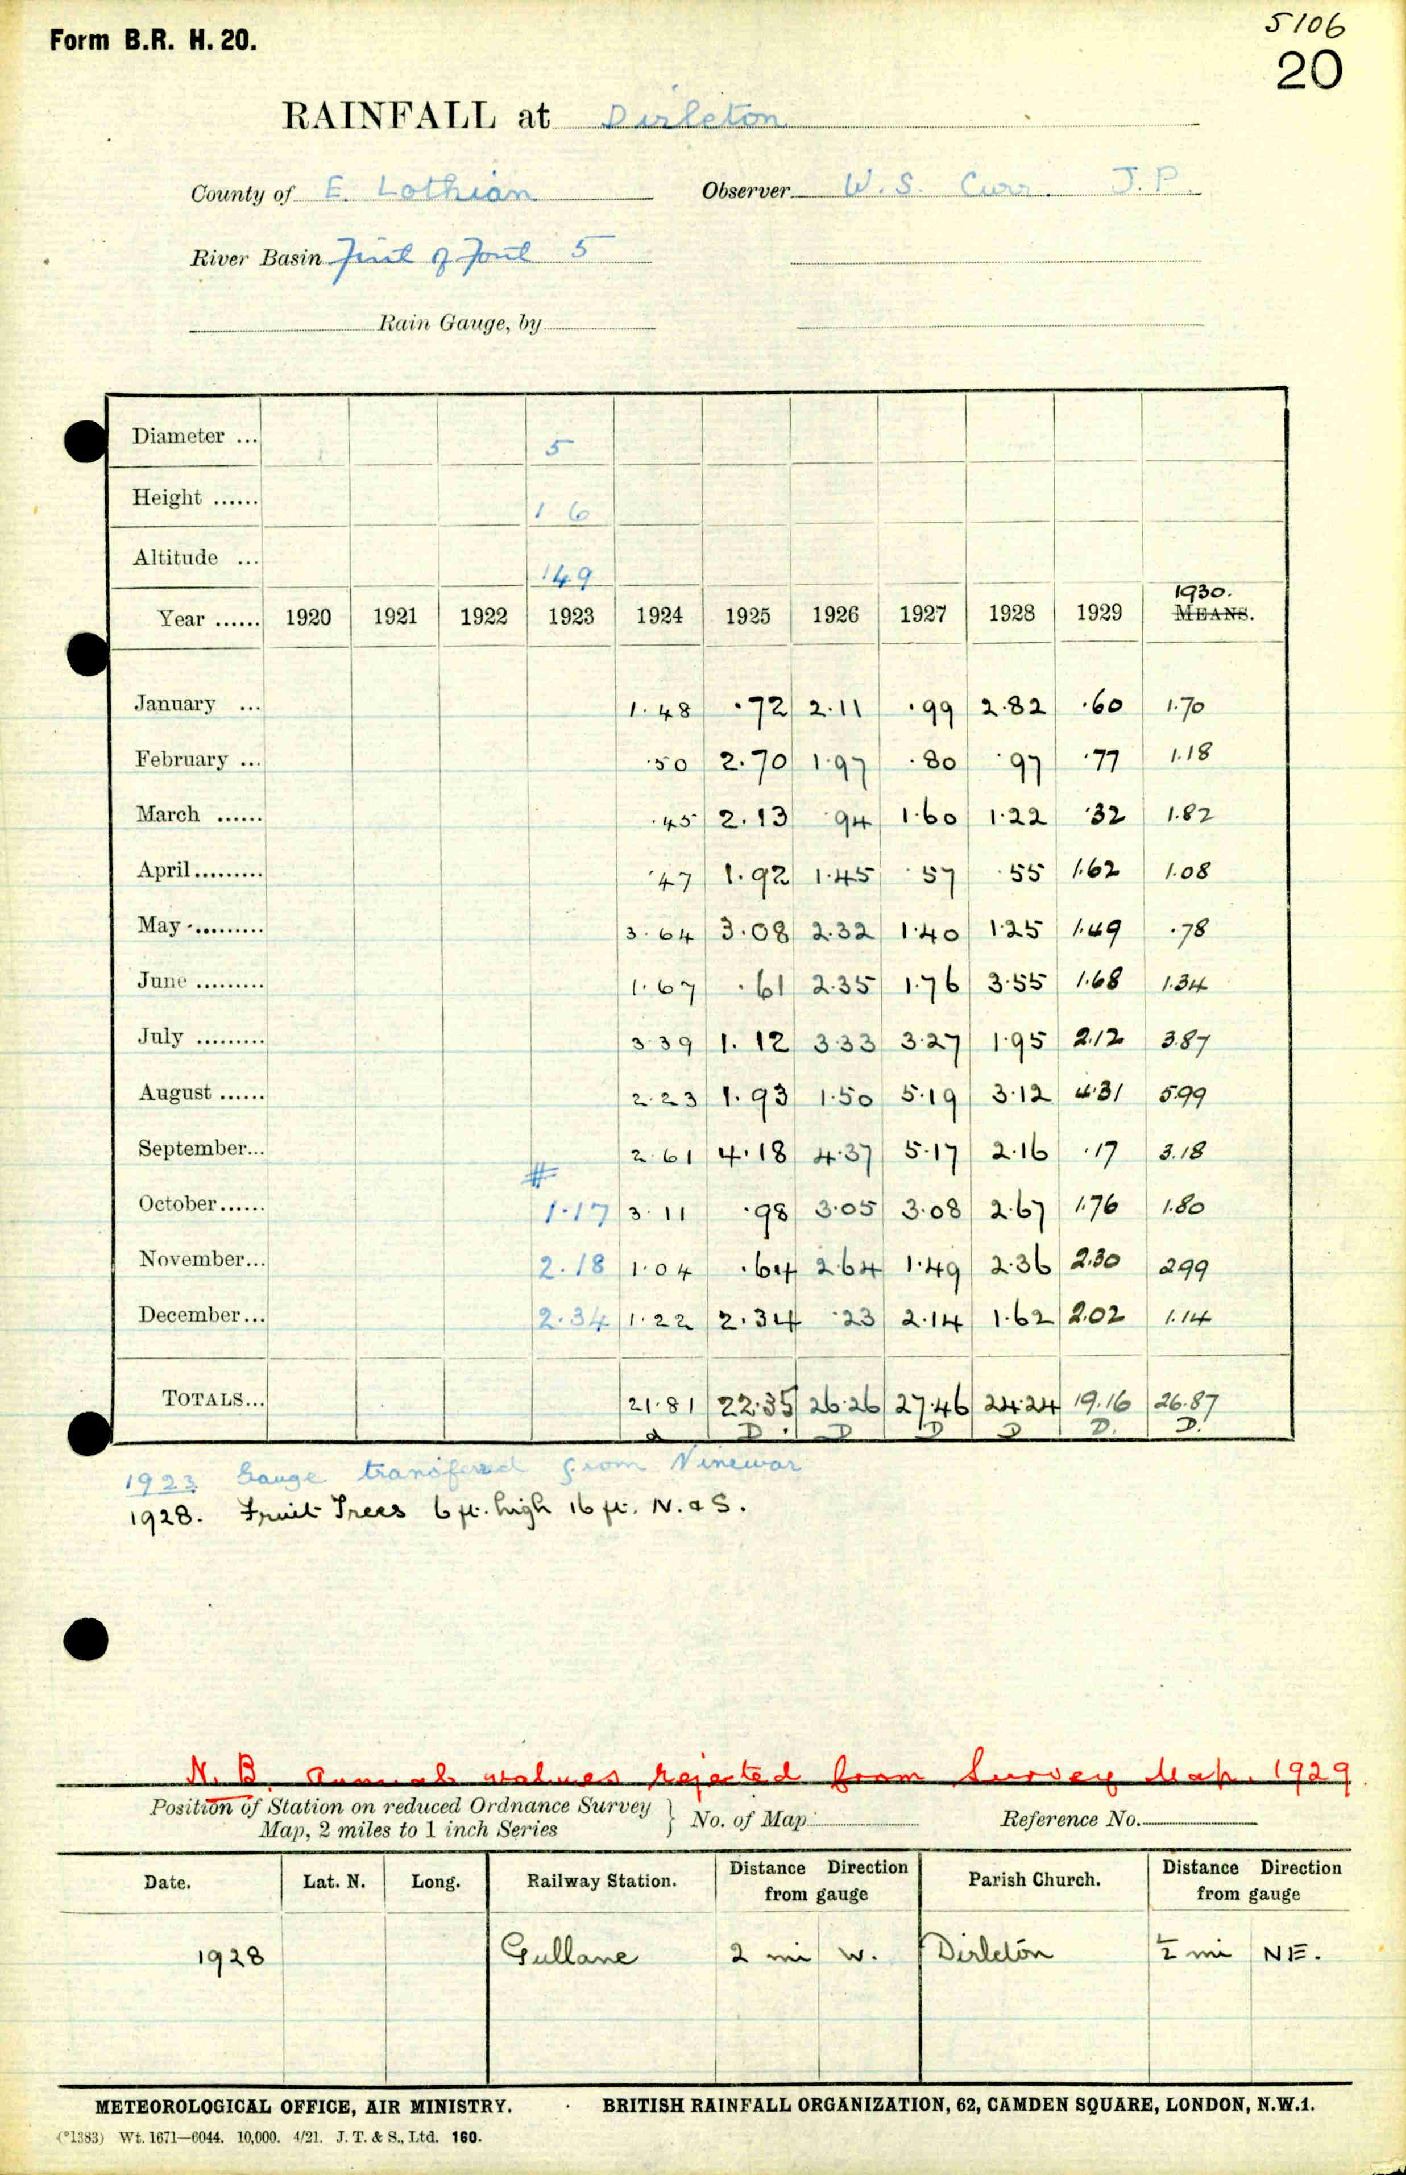 5106
Form B.R. H. 20.
20
RAINFALL at Dirleton
County of E. Lothian Observer W. S. Curr. J.P.
River Basin Firth of Forth 5
Rain Gauge, by
Diameter ... 5
Height ...... 1 6
Altitude ... 149
1930.
Year ...... 1920 1921 1922 1923 1924 1925 1926 1927 1928 1929 MEANS.
January ... 1.48 .72 2.11 .99 2.82 .60 1.70
February ... .50 2.70 1.97 .80 .97 .77 1.18
March ...... .45 2.13 .94 1.60 1.22 .32 1.82
April......... .47 1.92 1.45 .57 .55 1.62 1.08
May ......... 3.64 3.08 2.32 1.40 1.25 1.49 .78
June ......... 1.67 .61 2.35 1.76 3.55 1.68 1.34
July ......... 3.39 1.12 3.33 3.27 1.95 2.12 3.87
August ...... 2.23 1.93 1.50 5.19 3.12 4.31 5.99
September... 2.61 4.18 4.37 5.17 2.16 .17 3.18
#
October...... 1.17 3.11 .98 3.05 3.08 2.67 1.76 1.80
November... 2.18 1.04 .64 2.64 1.49 2.36 2.30 2.99
December... 2.34 1.22 2.34 .23 2.14 1.62 2.02 1.14
TOTALS... 21.81 22.35 26.26 27.46 24.24 19.16 26.87
d D. D D D D. D.
1923 Gauge transferred from Ninewar
1928. Fruit Trees 6 ft. high 16 ft. N. & S.
N.B. Annual values rejected from Survey Map. 1929
Position of Station on reduced Ordnance Survey } No. of Map Reference No.
Map, 2 miles to 1 inch Series
Date. Lat. N. Long. Railway Station. Distance Direction from gauge Parish Church. Distance Direction from gauge
1928 Gullane 2 mi W. Dirleton ½ mi NE.
METEOROLOGICAL OFFICE, AIR MINISTRY. BRITISH RAINFALL ORGANIZATION, 62, CAMDEN SQUARE, LONDON, N.W.1.
(*1383) Wt. 1671—6044. 10,000. 4/21. J. T. & S., Ltd. 160.